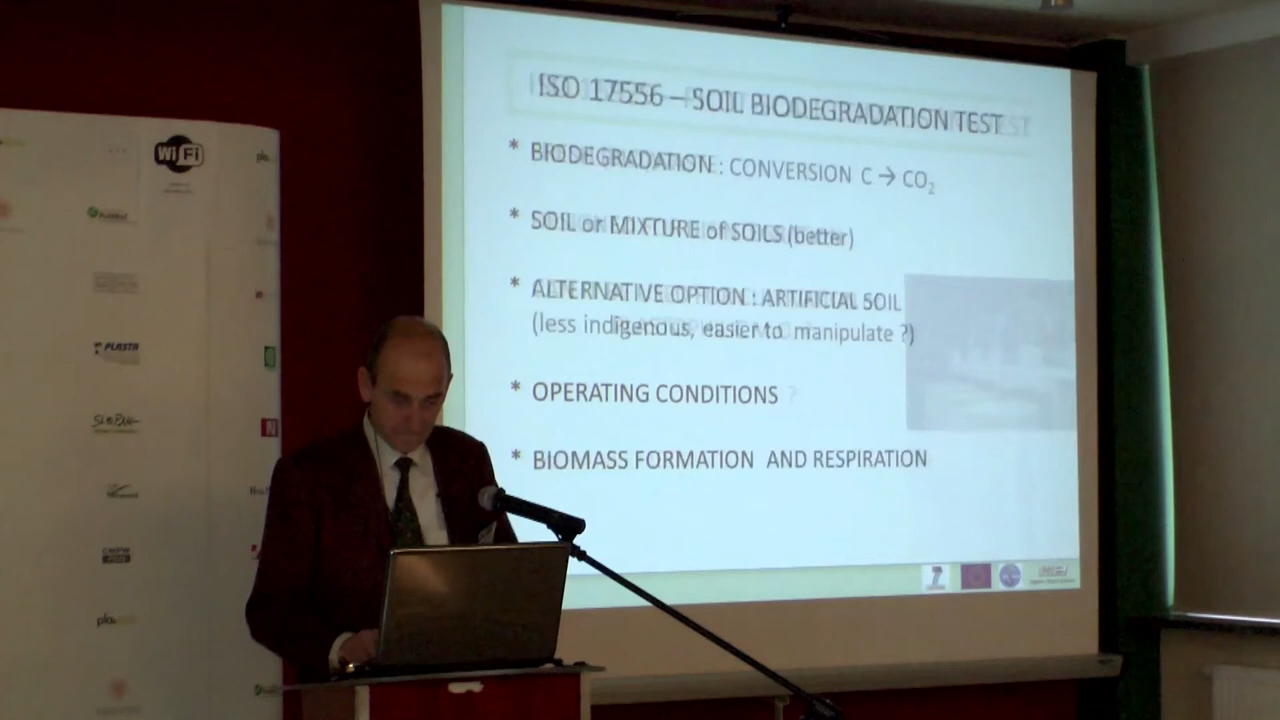 ISO 17556 – SOIL BIODEGRADATION TEST
* BIODEGRADATION : CONVERSION C → CO₂
* SOIL or MIXTURE of SOILS (better)
* ALTERNATIVE OPTION : ARTIFICIAL SOIL
(less indigenous, easier to manipulate ?)
* OPERATING CONDITIONS
* BIOMASS FORMATION AND RESPIRATION
WiFi
PLASTA